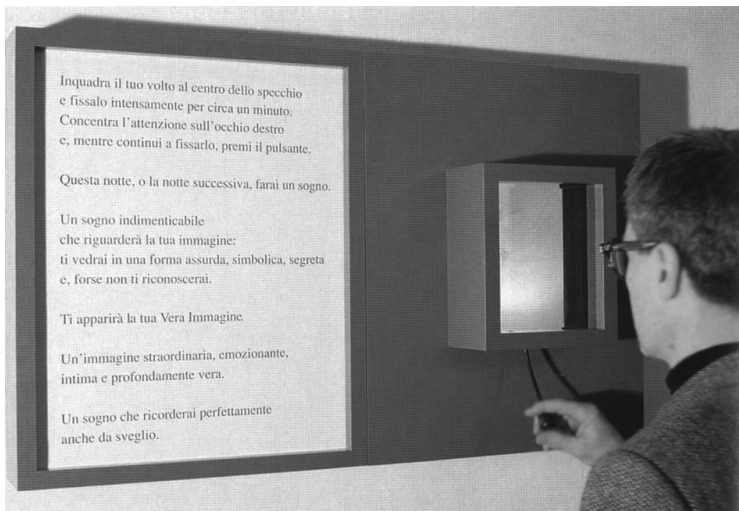 Inquadra il tuo volto al centro dello specchio
e fissalo intensamente per circa un minuto.
Concentra l'attenzione sull'occhio destro
e, mentre continui a fissarlo, premi il pulsante.
Questa notte, o la notte successiva, farai un sogno.
Un sogno indimenticabile
che riguarderà la tua immagine:
ti vedrai in una forma assurda, simbolica, segreta
e, forse non ti riconoscerai.
Ti apparirà la tua Vera Immagine.
Un'immagine straordinaria, emozionante,
intima e profondamente vera.
Un sogno che ricorderai perfettamente
anche da sveglio.